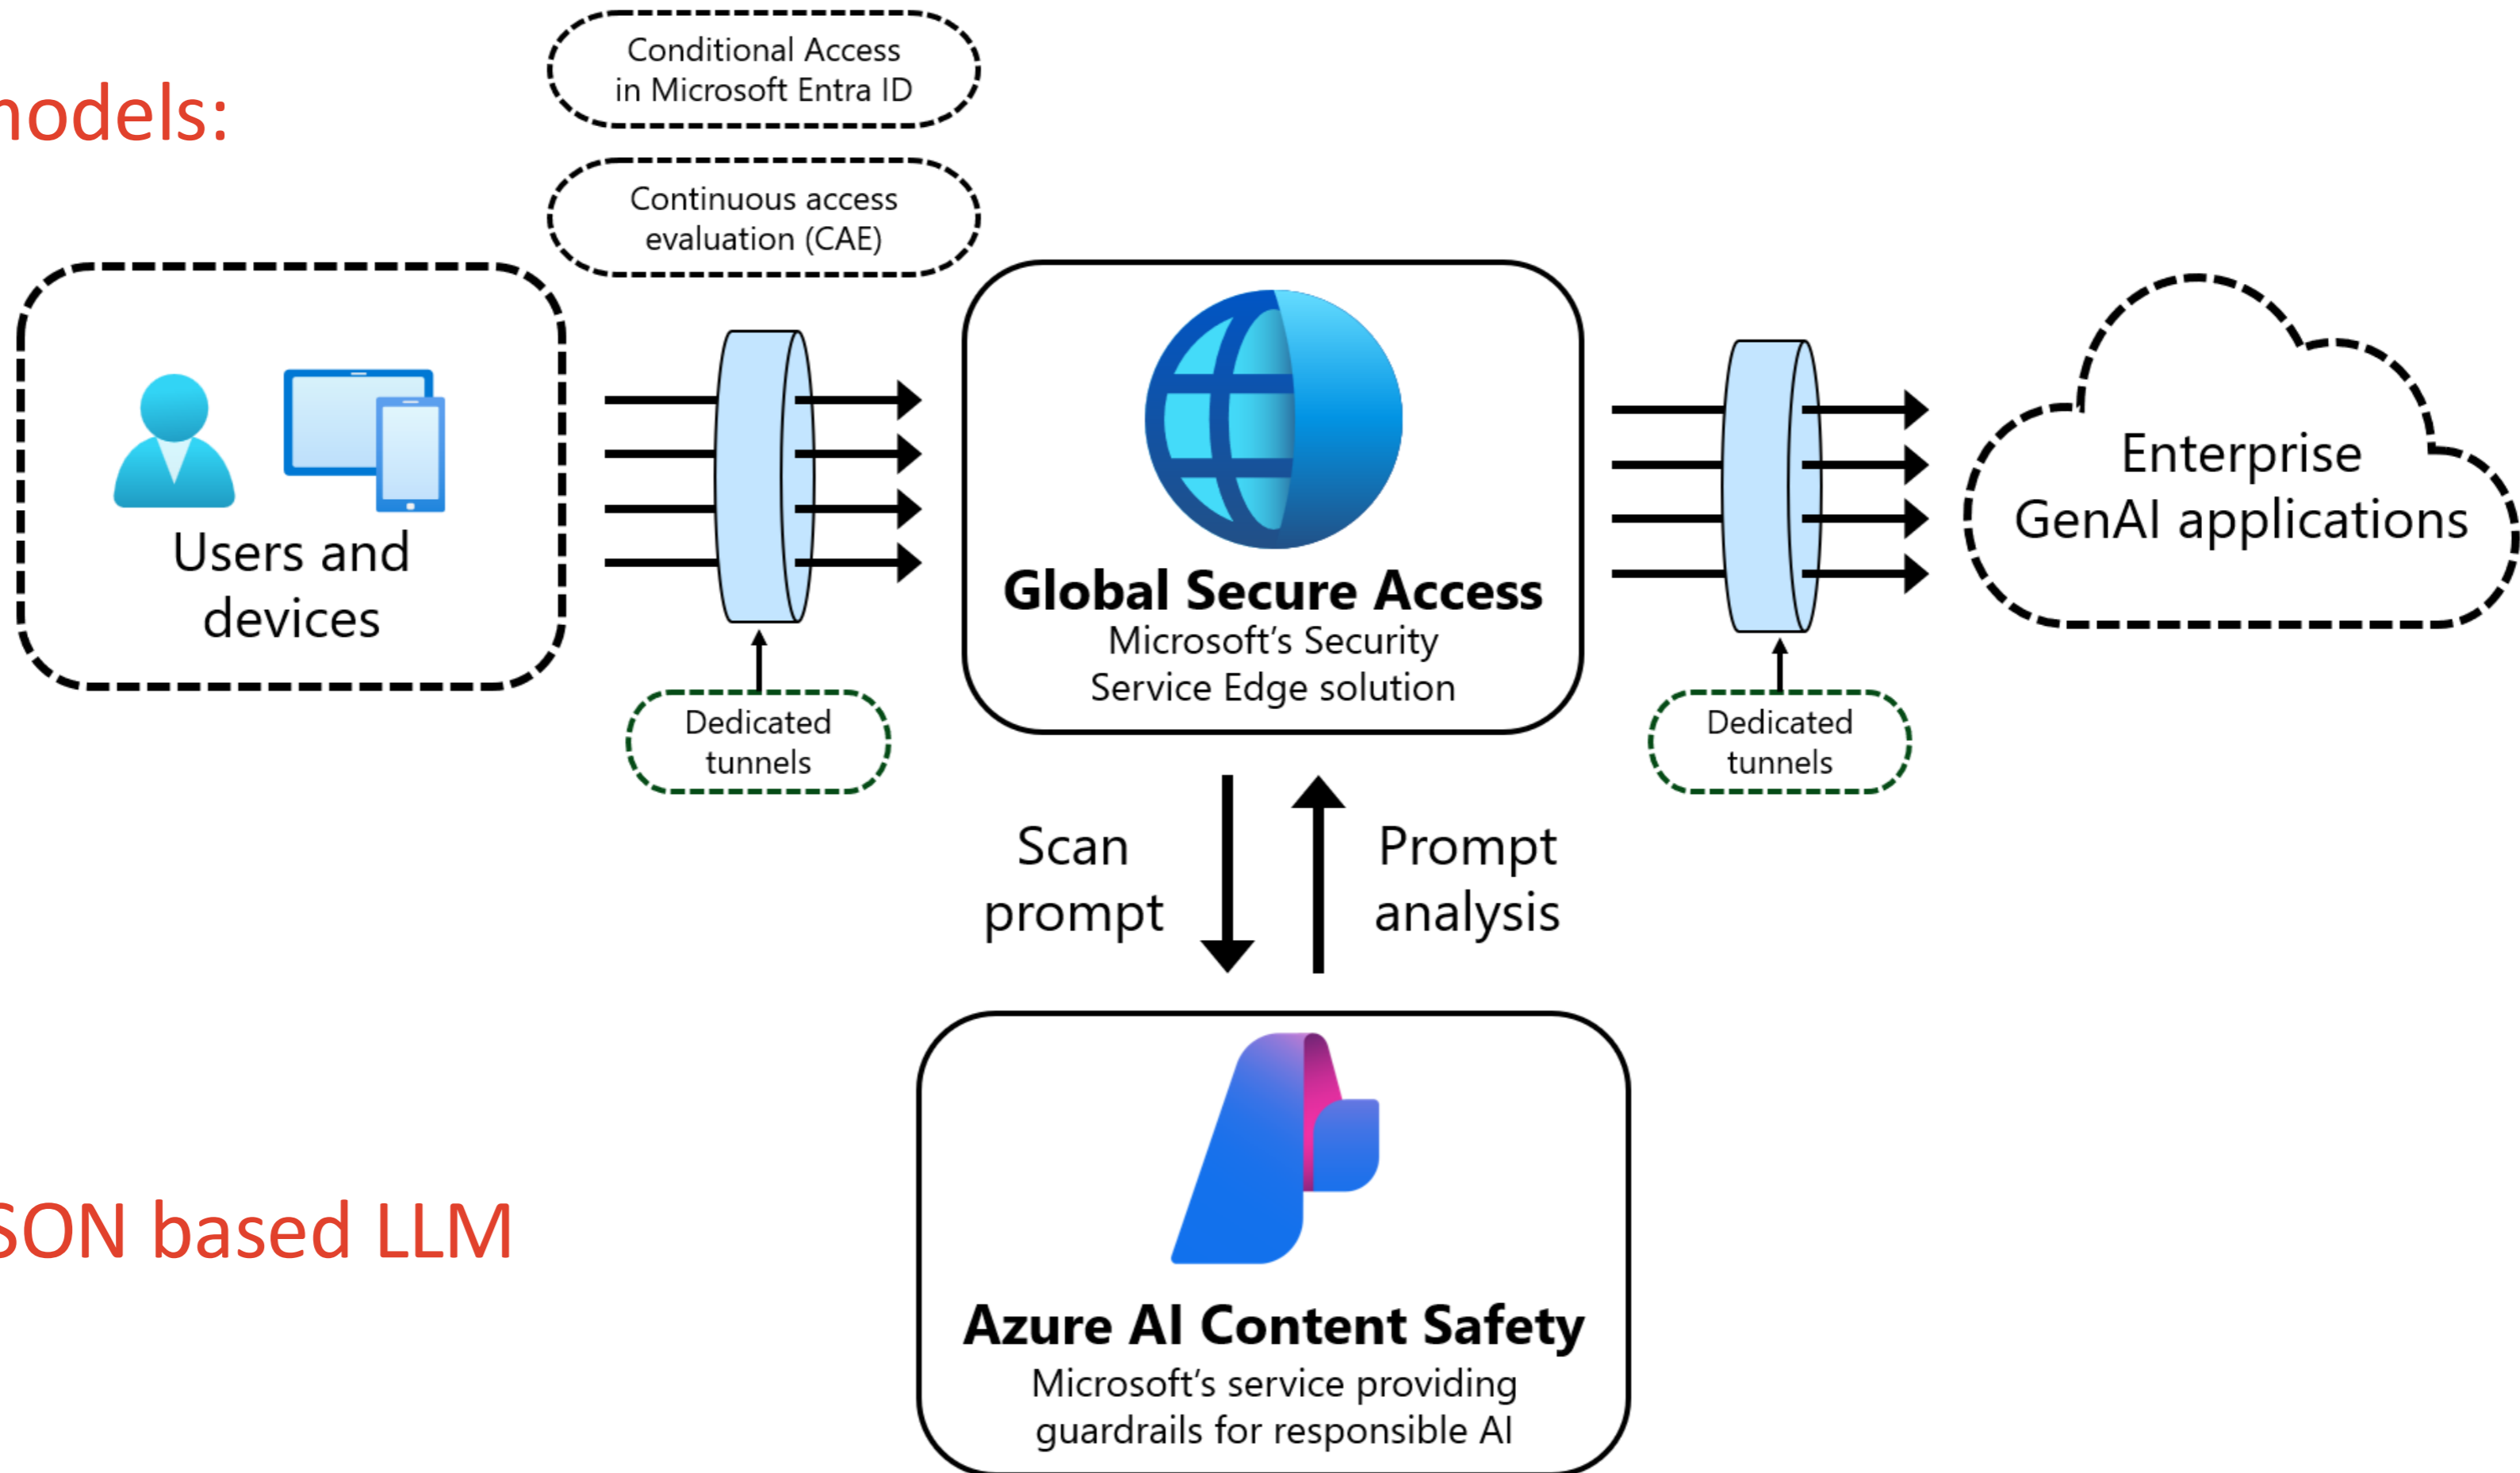 Conditional Access
in Microsoft Entra ID
models:
Continuous access
evaluation (CAE)
Users and
devices
Dedicated
tunnels
Global Secure Access
Microsoft's Security
Service Edge solution
Dedicated
tunnels
Enterprise
GenAI applications
Scan
prompt
Prompt
analysis
SON based LLM
Azure AI Content Safety
Microsoft's service providing
guardrails for responsible AI